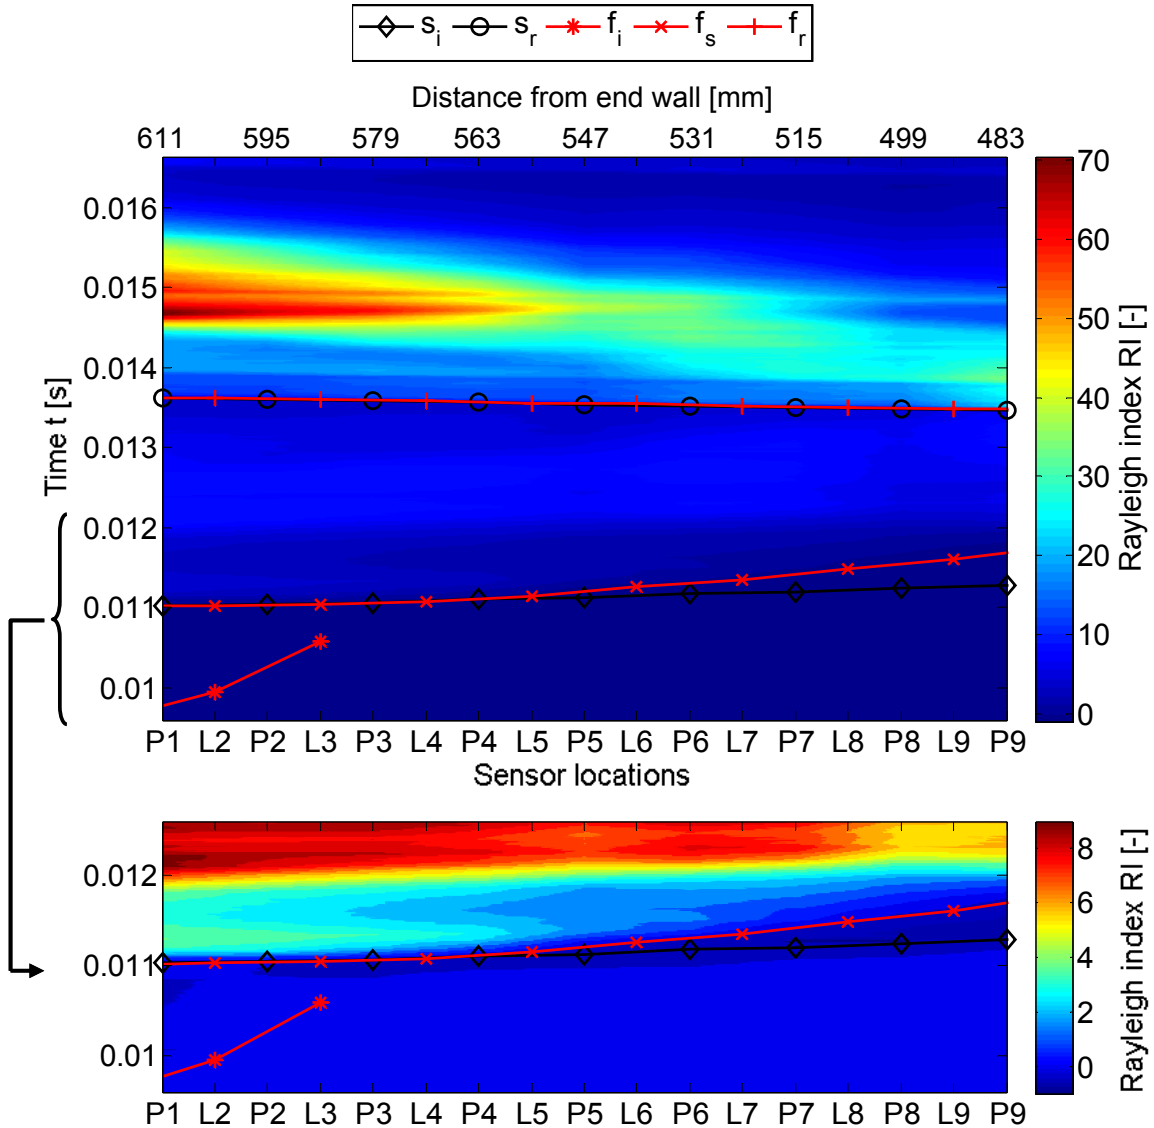 s_i s_r f_i f_s f_r
Distance from end wall [mm]
611 595 579 563 547 531 515 499 483
0.016
0.015
0.014
0.013
0.012
0.011
0.01
Time t [s]
P1 L2 P2 L3 P3 L4 P4 L5 P5 L6 P6 L7 P7 L8 P8 L9 P9
Sensor locations
70
60
50
40
30
20
10
0
Rayleigh index RI [-]
0.012
0.011
0.01
P1 L2 P2 L3 P3 L4 P4 L5 P5 L6 P6 L7 P7 L8 P8 L9 P9
8
6
4
2
0
Rayleigh index RI [-]